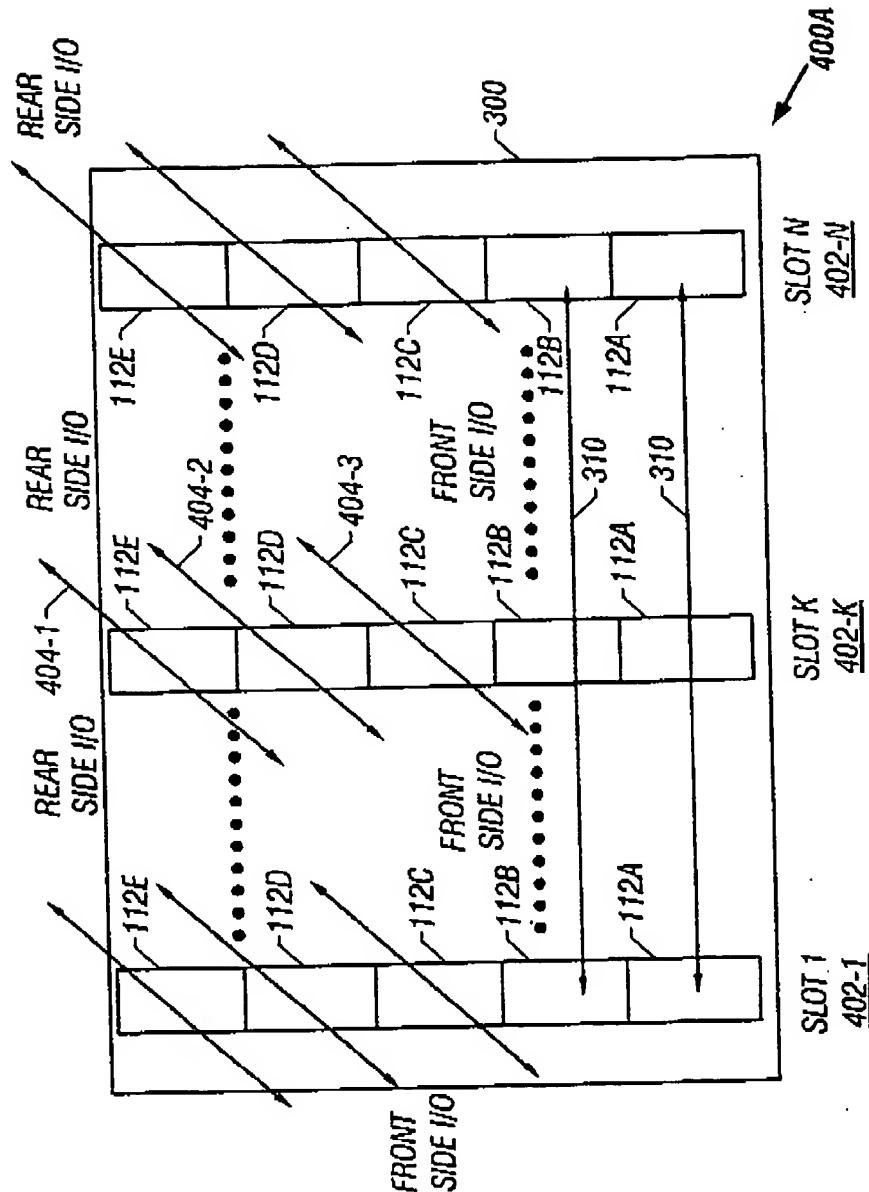 REAR
SIDE I/O
REAR
SIDE I/O
REAR
SIDE I/O
404-1
404-2
404-3
112E
112D
112C
112B
112A
112E
112D
112C
112B
112A
112E
112D
112C
112B
112A
FRONT
SIDE I/O
FRONT
SIDE I/O
FRONT
SIDE I/O
310
310
300
SLOT 1
402-1
SLOT K
402-K
SLOT N
402-N
400A